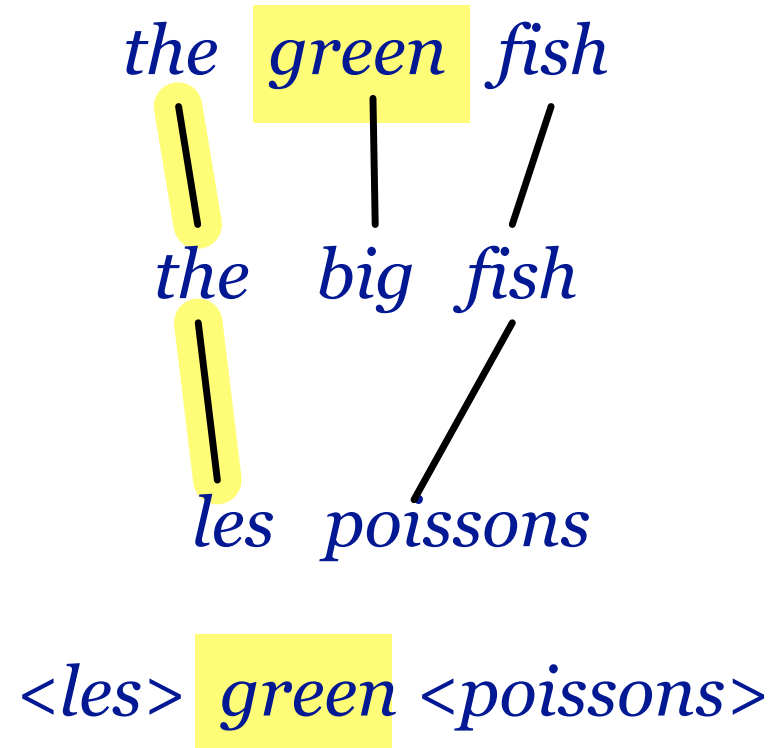 the green fish
the big fish
les poissons
<les> green <poissons>